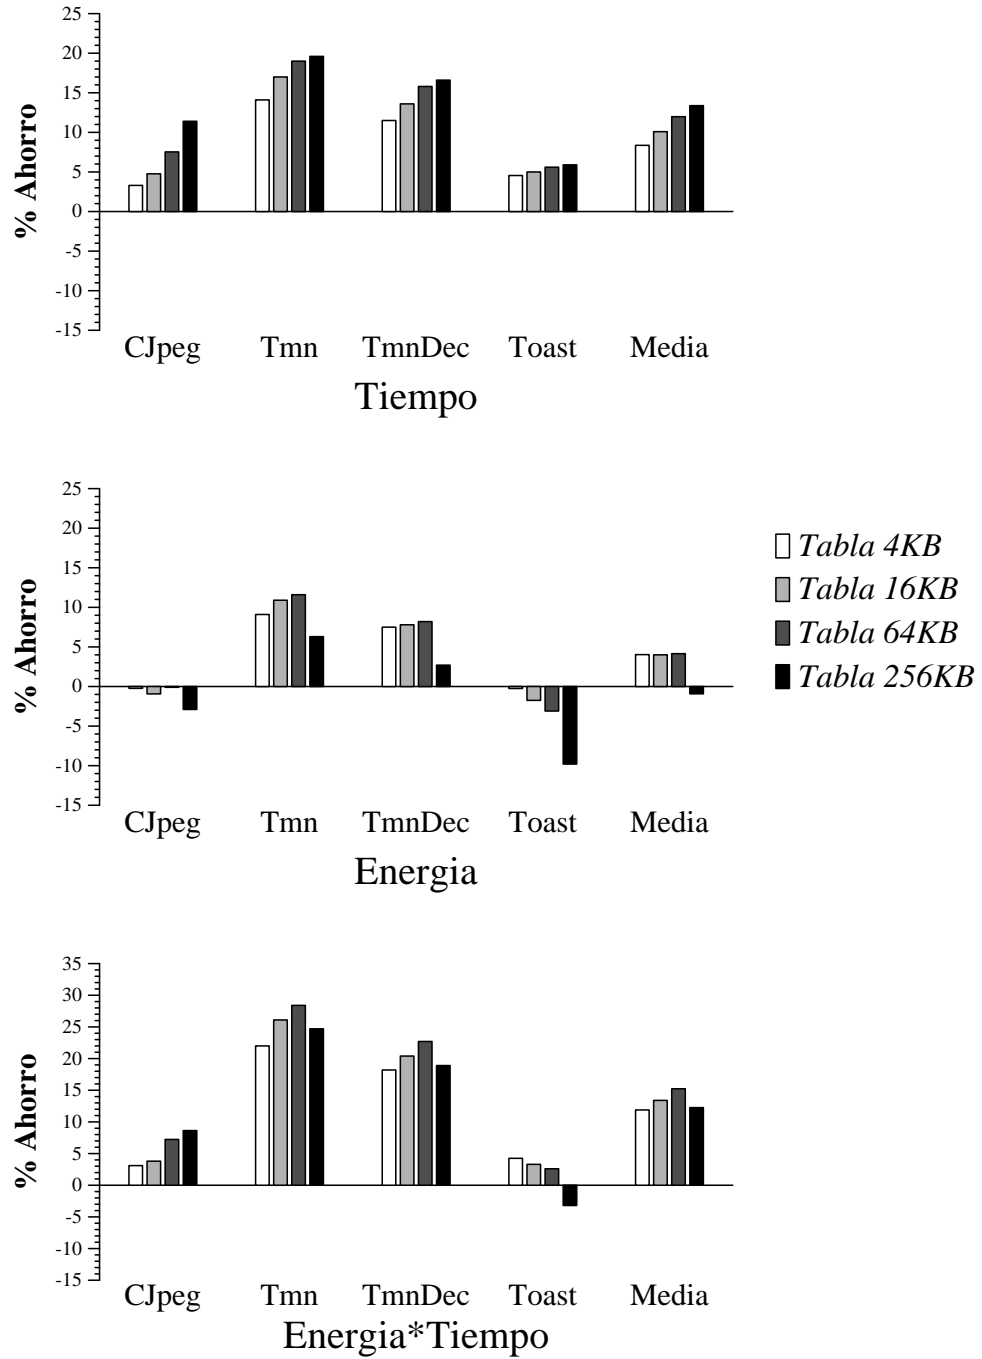 25
20
15
10
5
0
-5
-10
-15
% Ahorro
CJpeg Tmn TmnDec Toast Media
Tiempo
25
20
15
10
5
0
-5
-10
-15
% Ahorro
CJpeg Tmn TmnDec Toast Media
Energia
Tabla 4KB
Tabla 16KB
Tabla 64KB
Tabla 256KB
35
30
25
20
15
10
5
0
-5
-10
-15
% Ahorro
CJpeg Tmn TmnDec Toast Media
Energia*Tiempo